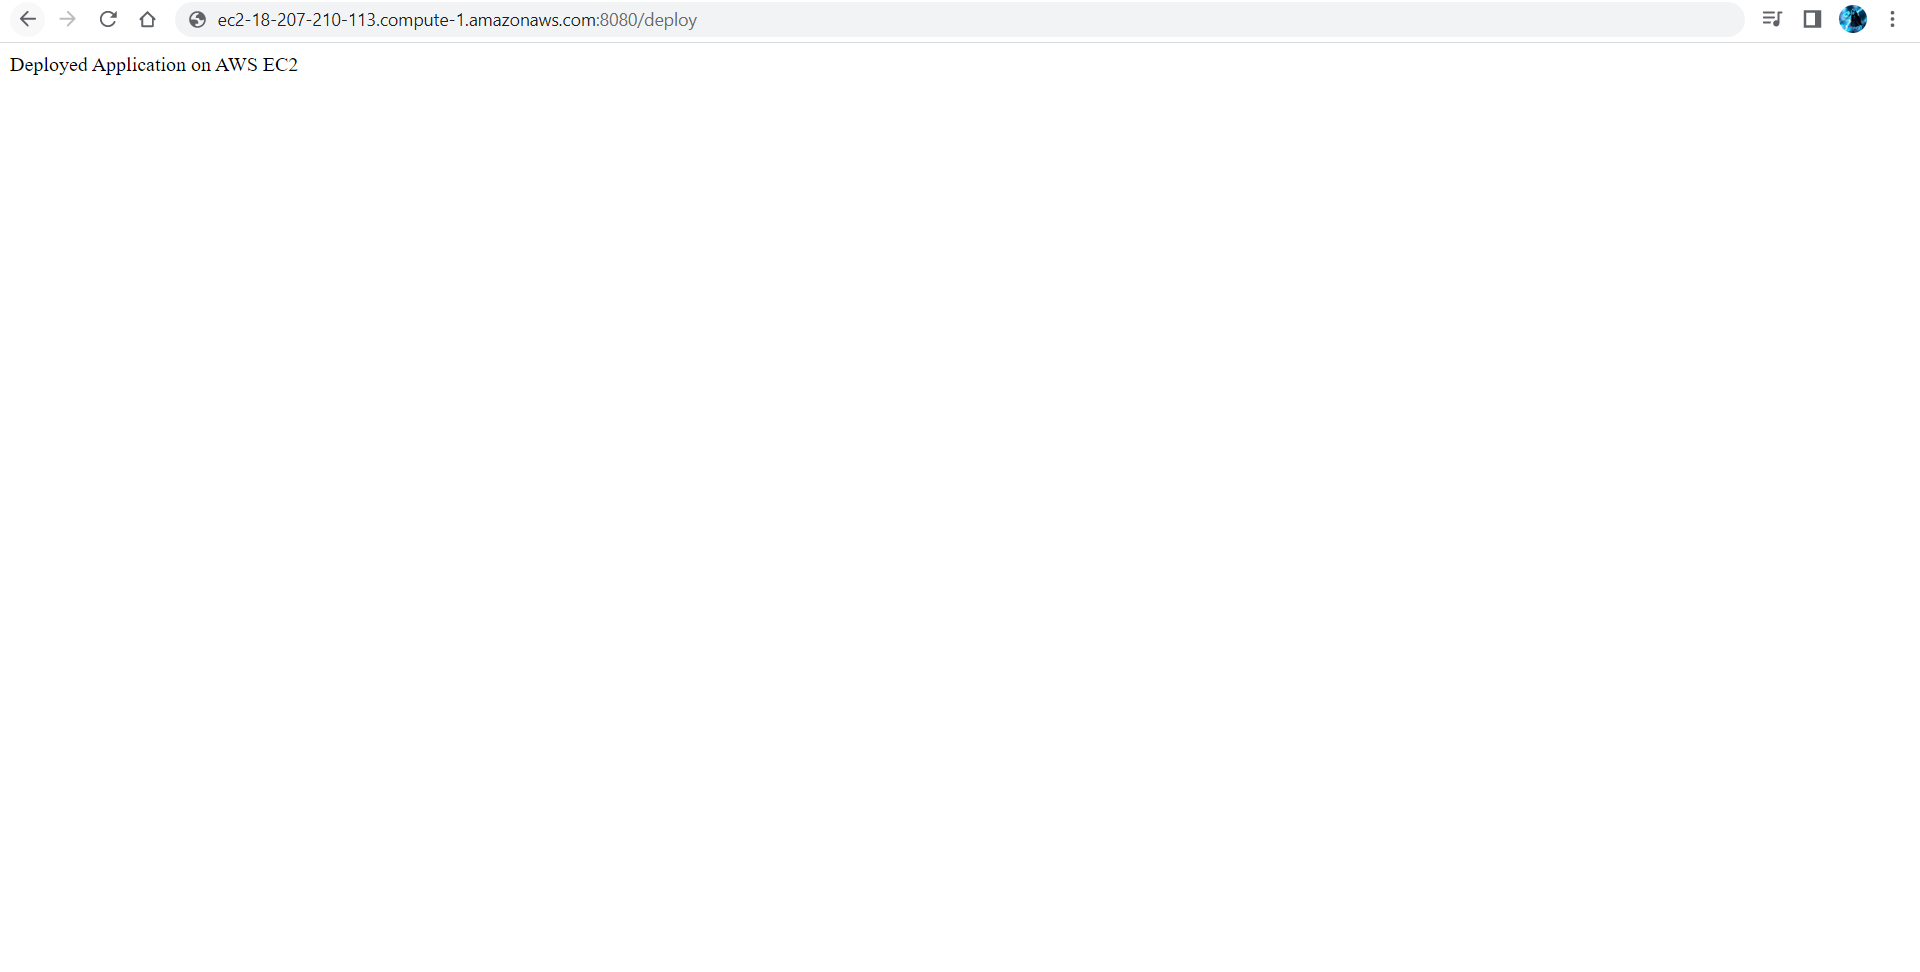 ec2-18-207-210-113.compute-1.amazonaws.com:8080/deploy
Deployed Application on AWS EC2